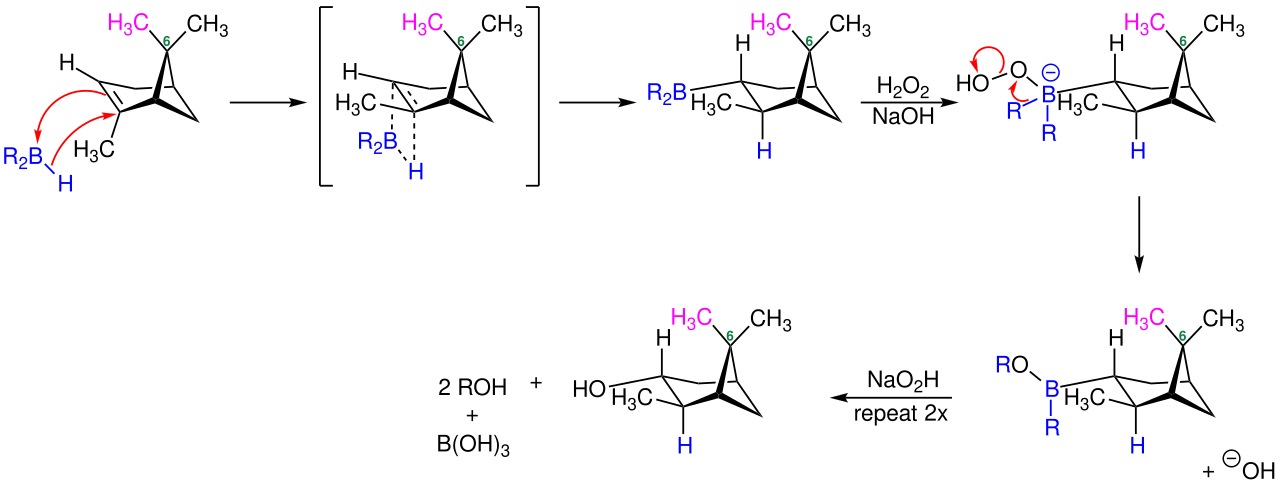 H₃C CH₃ H₃C CH₃ H₃C CH₃ H₃C CH₃
6 6 6 6
H H H H
H₃C R₂B H₃C H₂O₂ HO O B ⊖ H₃C
NaOH
R₂B H H₃C R₂B H H R R H
H₃C CH₃ H₃C CH₃
6 6
H H
2 ROH + HO H₃C NaO₂H RO B H₃C
+ repeat 2x
B(OH)₃ H R H
+ ⊖OH